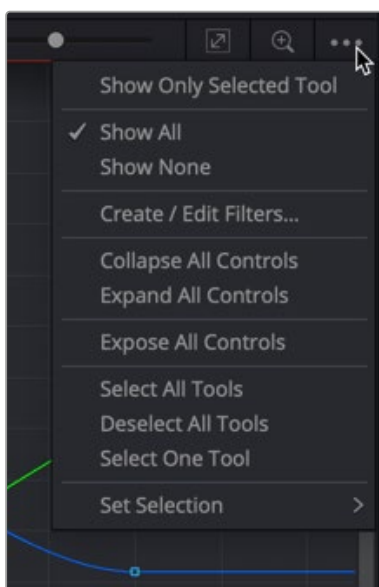 Show Only Selected Tool
Show All
Show None
Create / Edit Filters...
Collapse All Controls
Expand All Controls
Expose All Controls
Select All Tools
Deselect All Tools
Select One Tool
Set Selection